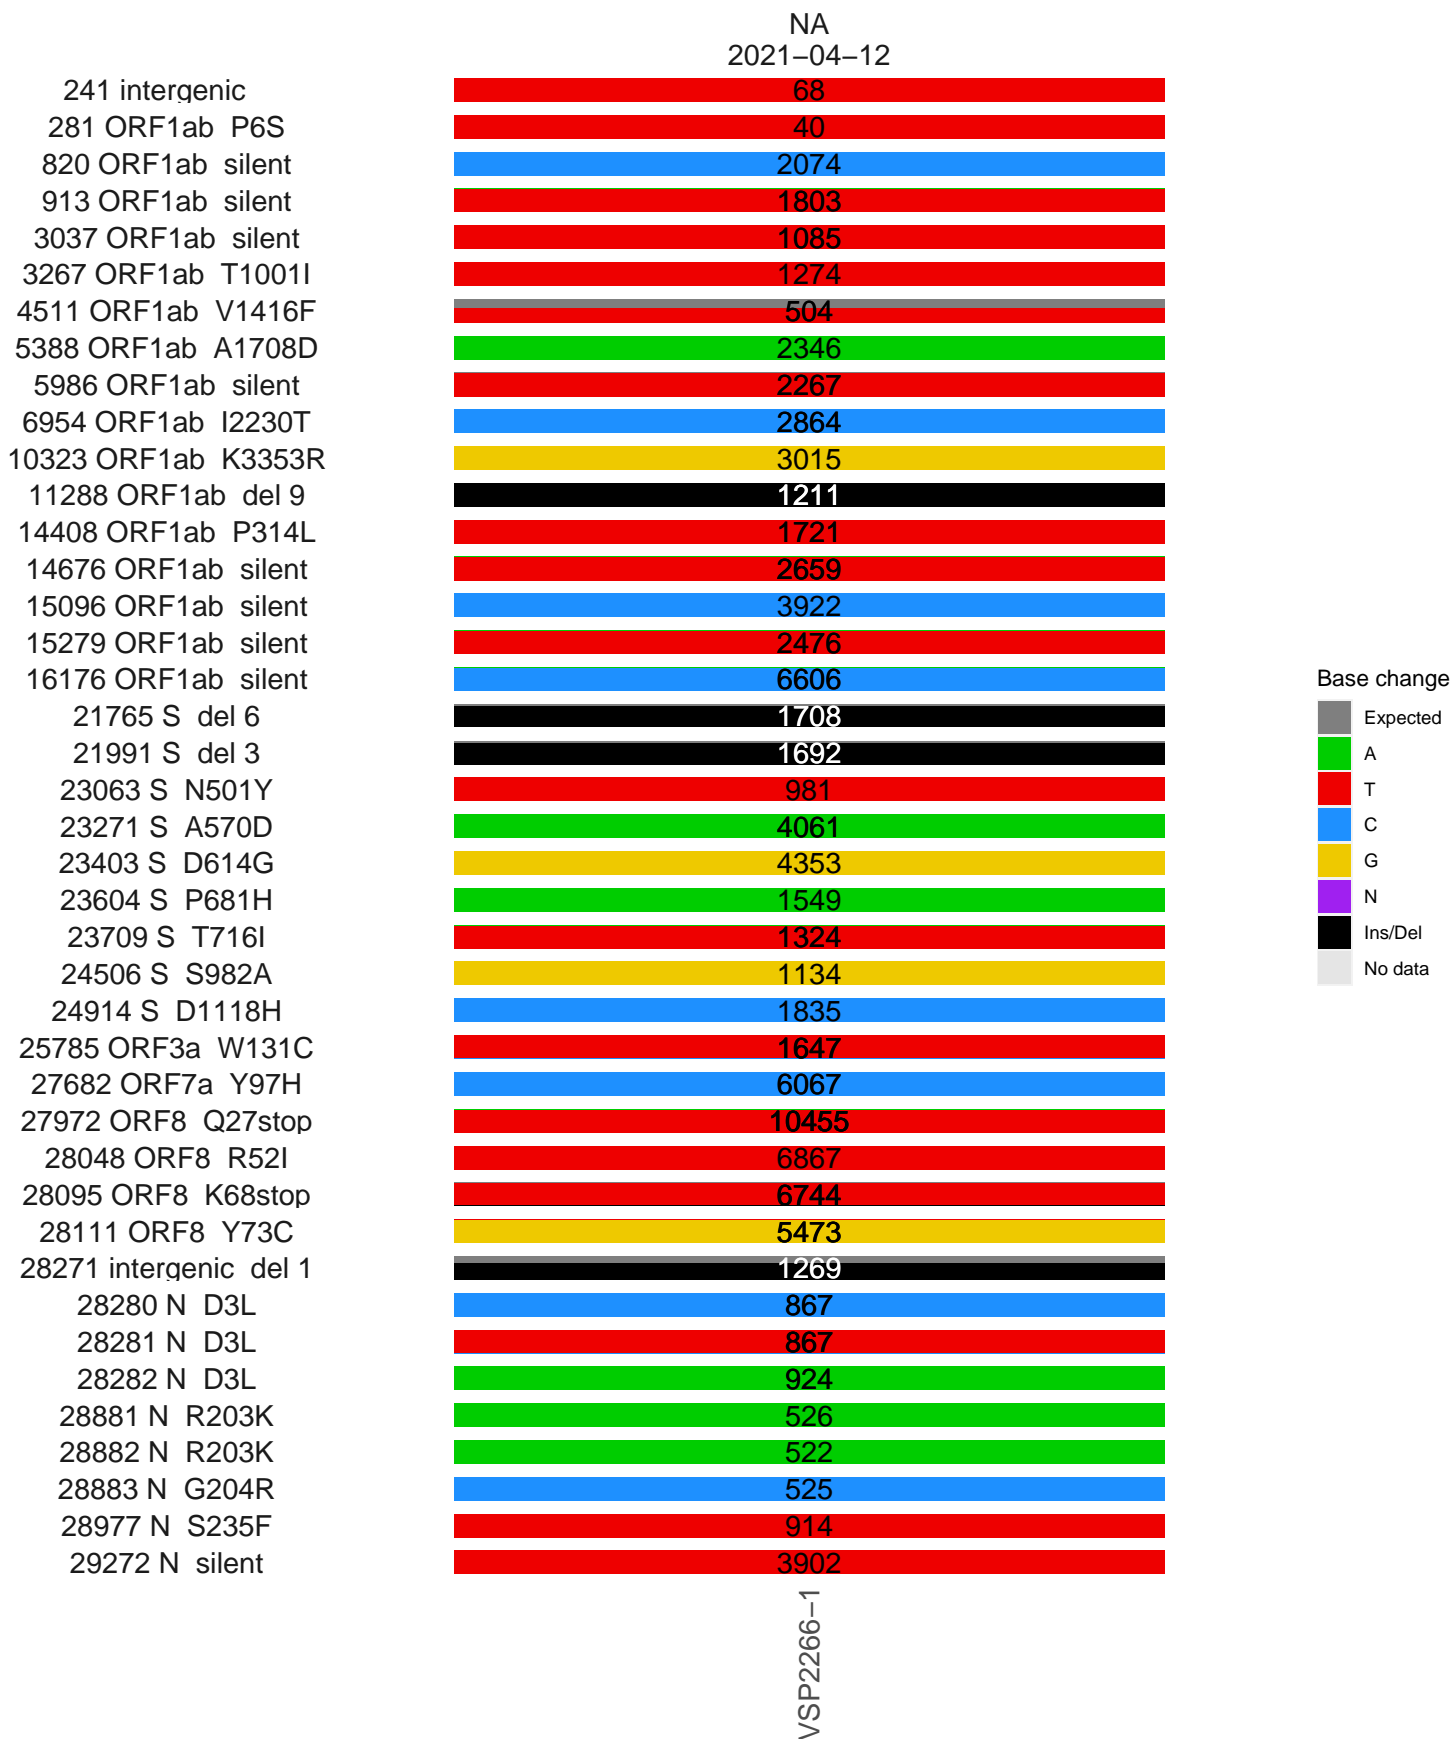 NA
2021−04−12
241 intergenic 68
281 ORF1ab P6S 40
820 ORF1ab silent 2074
913 ORF1ab silent 1803
3037 ORF1ab silent 1085
3267 ORF1ab T1001I 1274
4511 ORF1ab V1416F 504
5388 ORF1ab A1708D 2346
5986 ORF1ab silent 2267
6954 ORF1ab I2230T 2864
10323 ORF1ab K3353R 3015
11288 ORF1ab del 9 1211
14408 ORF1ab P314L 1721
14676 ORF1ab silent 2659
15096 ORF1ab silent 3922
15279 ORF1ab silent 2476
16176 ORF1ab silent 6606
21765 S del 6 1708
21991 S del 3 1692
23063 S N501Y 981
23271 S A570D 4061
23403 S D614G 4353
23604 S P681H 1549
23709 S T716I 1324
24506 S S982A 1134
24914 S D1118H 1835
25785 ORF3a W131C 1647
27682 ORF7a Y97H 6067
27972 ORF8 Q27stop 10455
28048 ORF8 R52I 6867
28095 ORF8 K68stop 6744
28111 ORF8 Y73C 5473
28271 intergenic del 1 1269
28280 N D3L 867
28281 N D3L 867
28282 N D3L 924
28881 N R203K 526
28882 N R203K 522
28883 N G204R 525
28977 N S235F 914
29272 N silent 3902
VSP2266−1
Base change
Expected
A
T
C
G
N
Ins/Del
No data